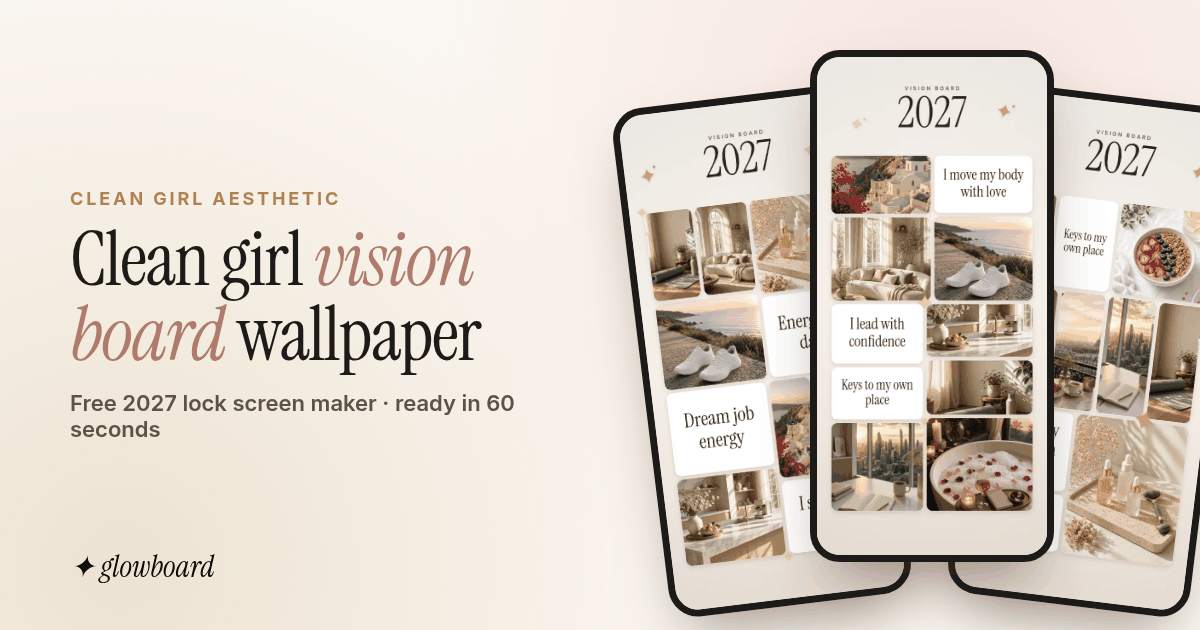 CLEAN GIRL AESTHETIC
Clean girl vision
board wallpaper
Free 2027 lock screen maker · ready in 60
seconds
✦ glowboard
VISION BOARD
2027
Dream job
energy
VISION BOARD
2027
I move my body
with love
I lead with
confidence
Keys to my own
place
VISION BOARD
2027
Keys to my
own place